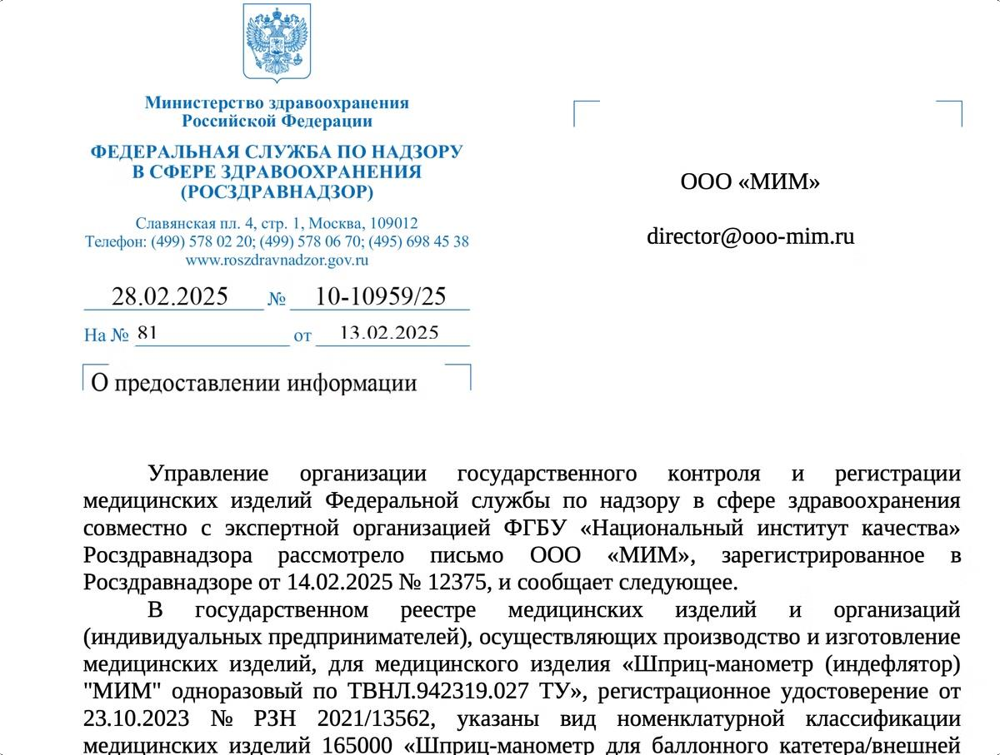 Министерство здравоохранения
Российской Федерации
ФЕДЕРАЛЬНАЯ СЛУЖБА ПО НАДЗОРУ
В СФЕРЕ ЗДРАВООХРАНЕНИЯ
(РОСЗДРАВНАДЗОР)
Славянская пл. 4, стр. 1, Москва, 109012
Телефон: (499) 578 02 20; (499) 578 06 70; (495) 698 45 38
www.roszdravnadzor.gov.ru
28.02.2025 № 10-10959/25
На № 81 от 13.02.2025
О предоставлении информации
ООО «МИМ»
director@ooo-mim.ru
Управление организации государственного контроля и регистрации
медицинских изделий Федеральной службы по надзору в сфере здравоохранения
совместно с экспертной организацией ФГБУ «Национальный институт качества»
Росздравнадзора рассмотрело письмо ООО «МИМ», зарегистрированное в
Росздравнадзоре от 14.02.2025 № 12375, и сообщает следующее.
В государственном реестре медицинских изделий и организаций
(индивидуальных предпринимателей), осуществляющих производство и изготовление
медицинских изделий, для медицинского изделия «Шприц-манометр (индефлятор)
"МИМ" одноразовый по ТВНЛ.942319.027 ТУ», регистрационное удостоверение от
23.10.2023 № РЗН 2021/13562, указаны вид номенклатурной классификации
медицинских изделий 165000 «Шприц-манометр для баллонного катетера/внешней